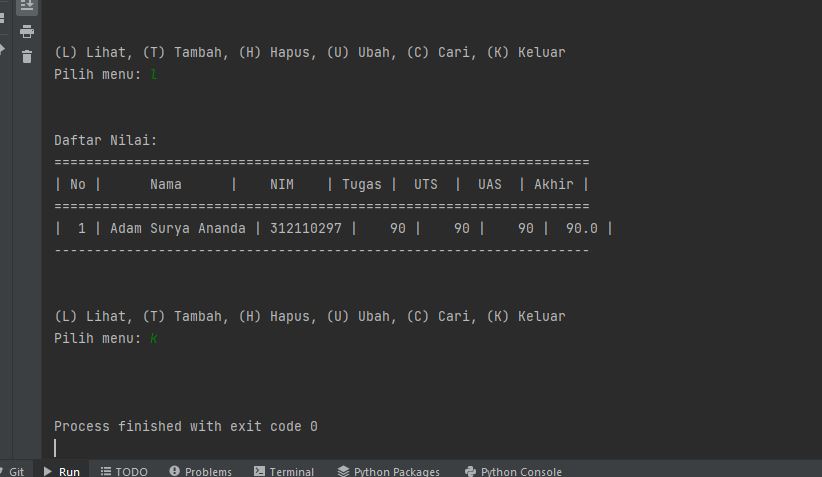 (L) Lihat, (T) Tambah, (H) Hapus, (U) Ubah, (C) Cari, (K) Keluar
Pilih menu: l
Daftar Nilai:
===================================================================
| No |      Nama      |    NIM    | Tugas |  UTS  |  UAS  | Akhir |
===================================================================
|  1 | Adam Surya Ananda | 312110297 |    90 |    90 |    90 |  90.0 |
-------------------------------------------------------------------
(L) Lihat, (T) Tambah, (H) Hapus, (U) Ubah, (C) Cari, (K) Keluar
Pilih menu: k
Process finished with exit code 0
Git Run TODO Problems Terminal Python Packages Python Console